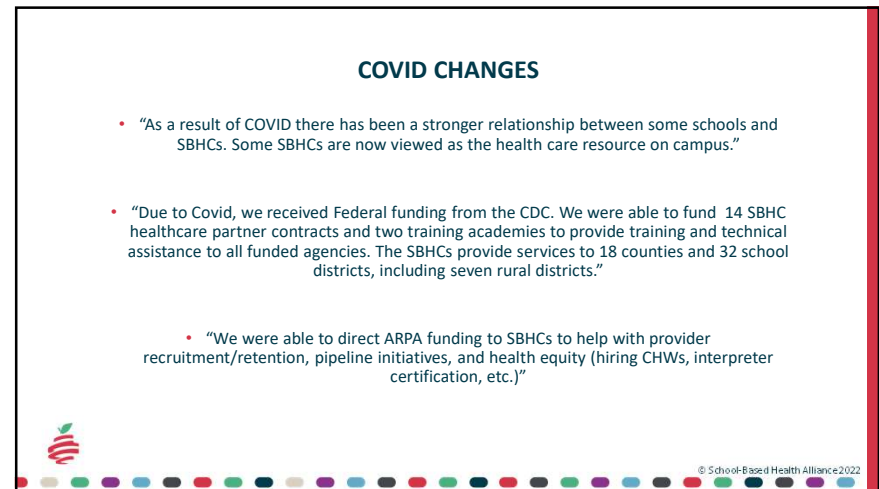 COVID CHANGES
• “As a result of COVID there has been a stronger relationship between some schools and
SBHCs. Some SBHCs are now viewed as the health care resource on campus.”
• “Due to Covid, we received Federal funding from the CDC. We were able to fund 14 SBHC
healthcare partner contracts and two training academies to provide training and technical
assistance to all funded agencies. The SBHCs provide services to 18 counties and 32 school
districts, including seven rural districts.”
• “We were able to direct ARPA funding to SBHCs to help with provider
recruitment/retention, pipeline initiatives, and health equity (hiring CHWs, interpreter
certification, etc.)”
© School-Based Health Alliance 2022